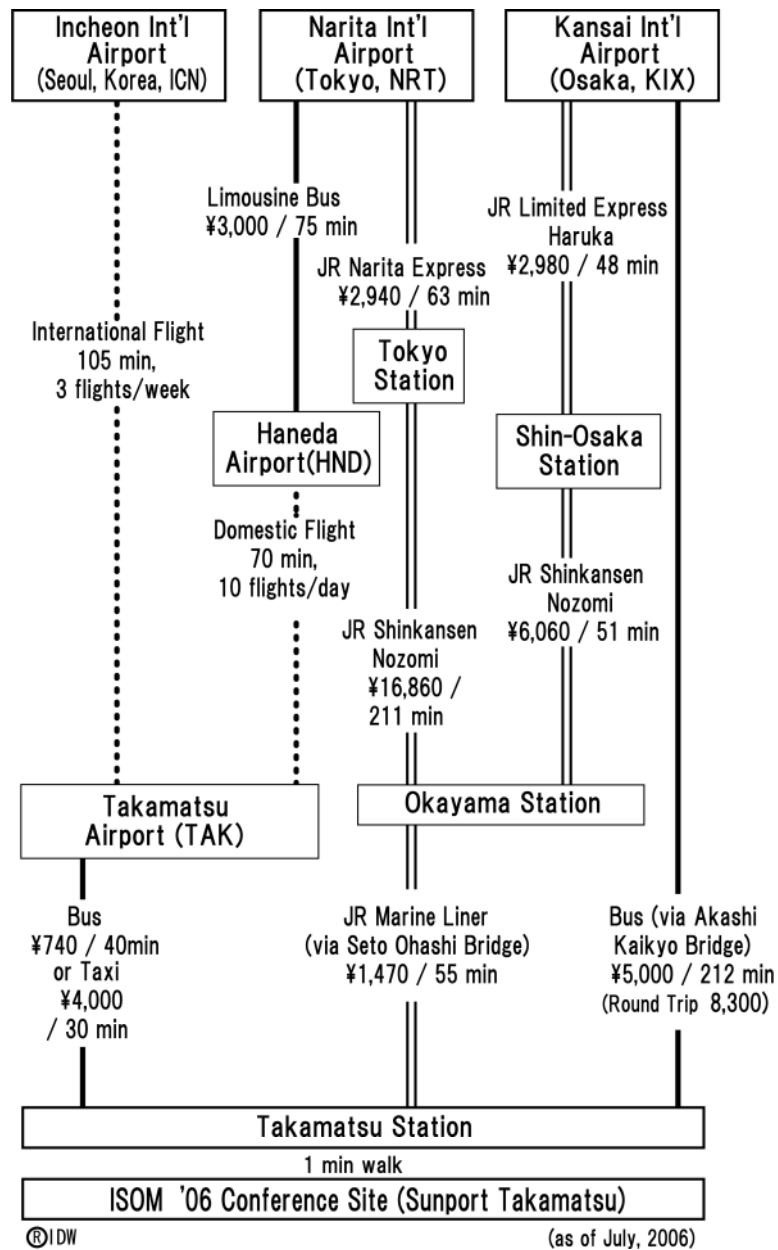 Incheon Int'l
Airport
(Seoul, Korea, ICN)
Narita Int'l
Airport
(Tokyo, NRT)
Kansai Int'l
Airport
(Osaka, KIX)
Limousine Bus
¥3,000 / 75 min
JR Limited Express
Haruka
¥2,980 / 48 min
JR Narita Express
¥2,940 / 63 min
International Flight
105 min,
3 flights/week
Tokyo
Station
Haneda
Airport(HND)
Shin-Osaka
Station
Domestic Flight
70 min,
10 flights/day
JR Shinkansen
Nozomi
¥6,060 / 51 min
JR Shinkansen
Nozomi
¥16,860 /
211 min
Takamatsu
Airport (TAK)
Okayama Station
Bus
¥740 / 40min
or Taxi
¥4,000
/ 30 min
JR Marine Liner
(via Seto Ohashi Bridge)
¥1,470 / 55 min
Bus (via Akashi
Kaikyo Bridge)
¥5,000 / 212 min
(Round Trip 8,300)
Takamatsu Station
1 min walk
ISOM '06 Conference Site (Sunport Takamatsu)
®IDW
(as of July, 2006)